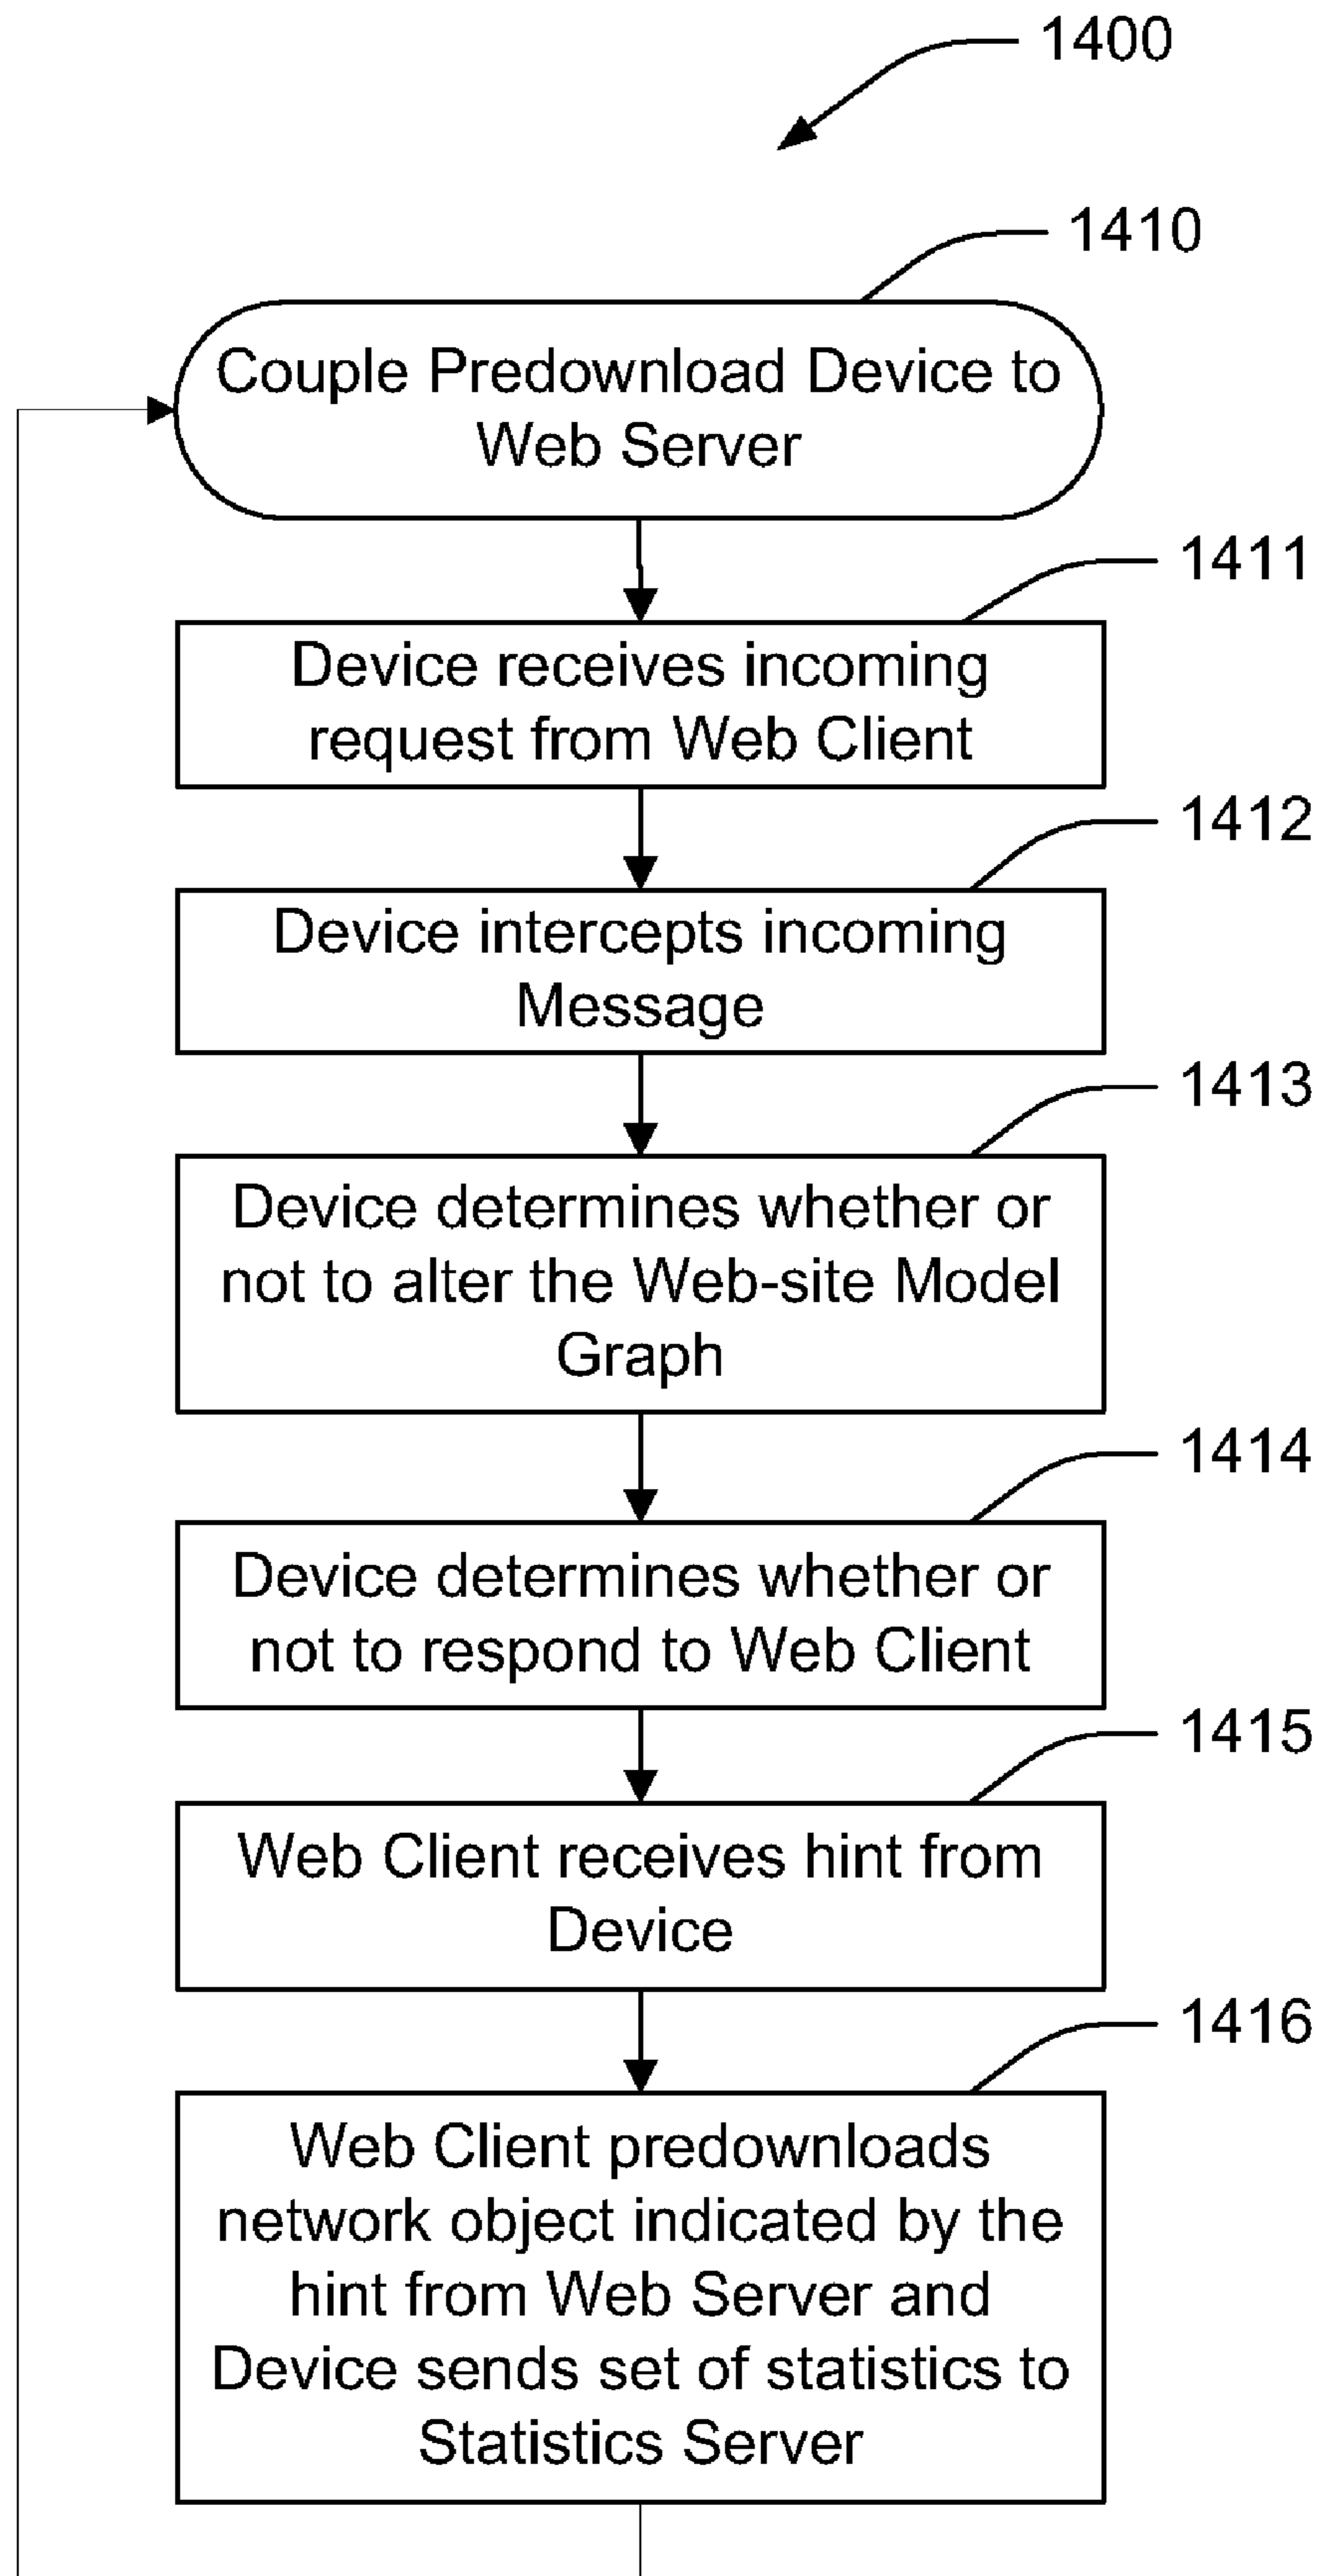 1400
1410
Couple Predownload Device to
Web Server
1411
Device receives incoming
request from Web Client
1412
Device intercepts incoming
Message
1413
Device determines whether or
not to alter the Web-site Model
Graph
1414
Device determines whether or
not to respond to Web Client
1415
Web Client receives hint from
Device
1416
Web Client predownloads
network object indicated by the
hint from Web Server and
Device sends set of statistics to
Statistics Server